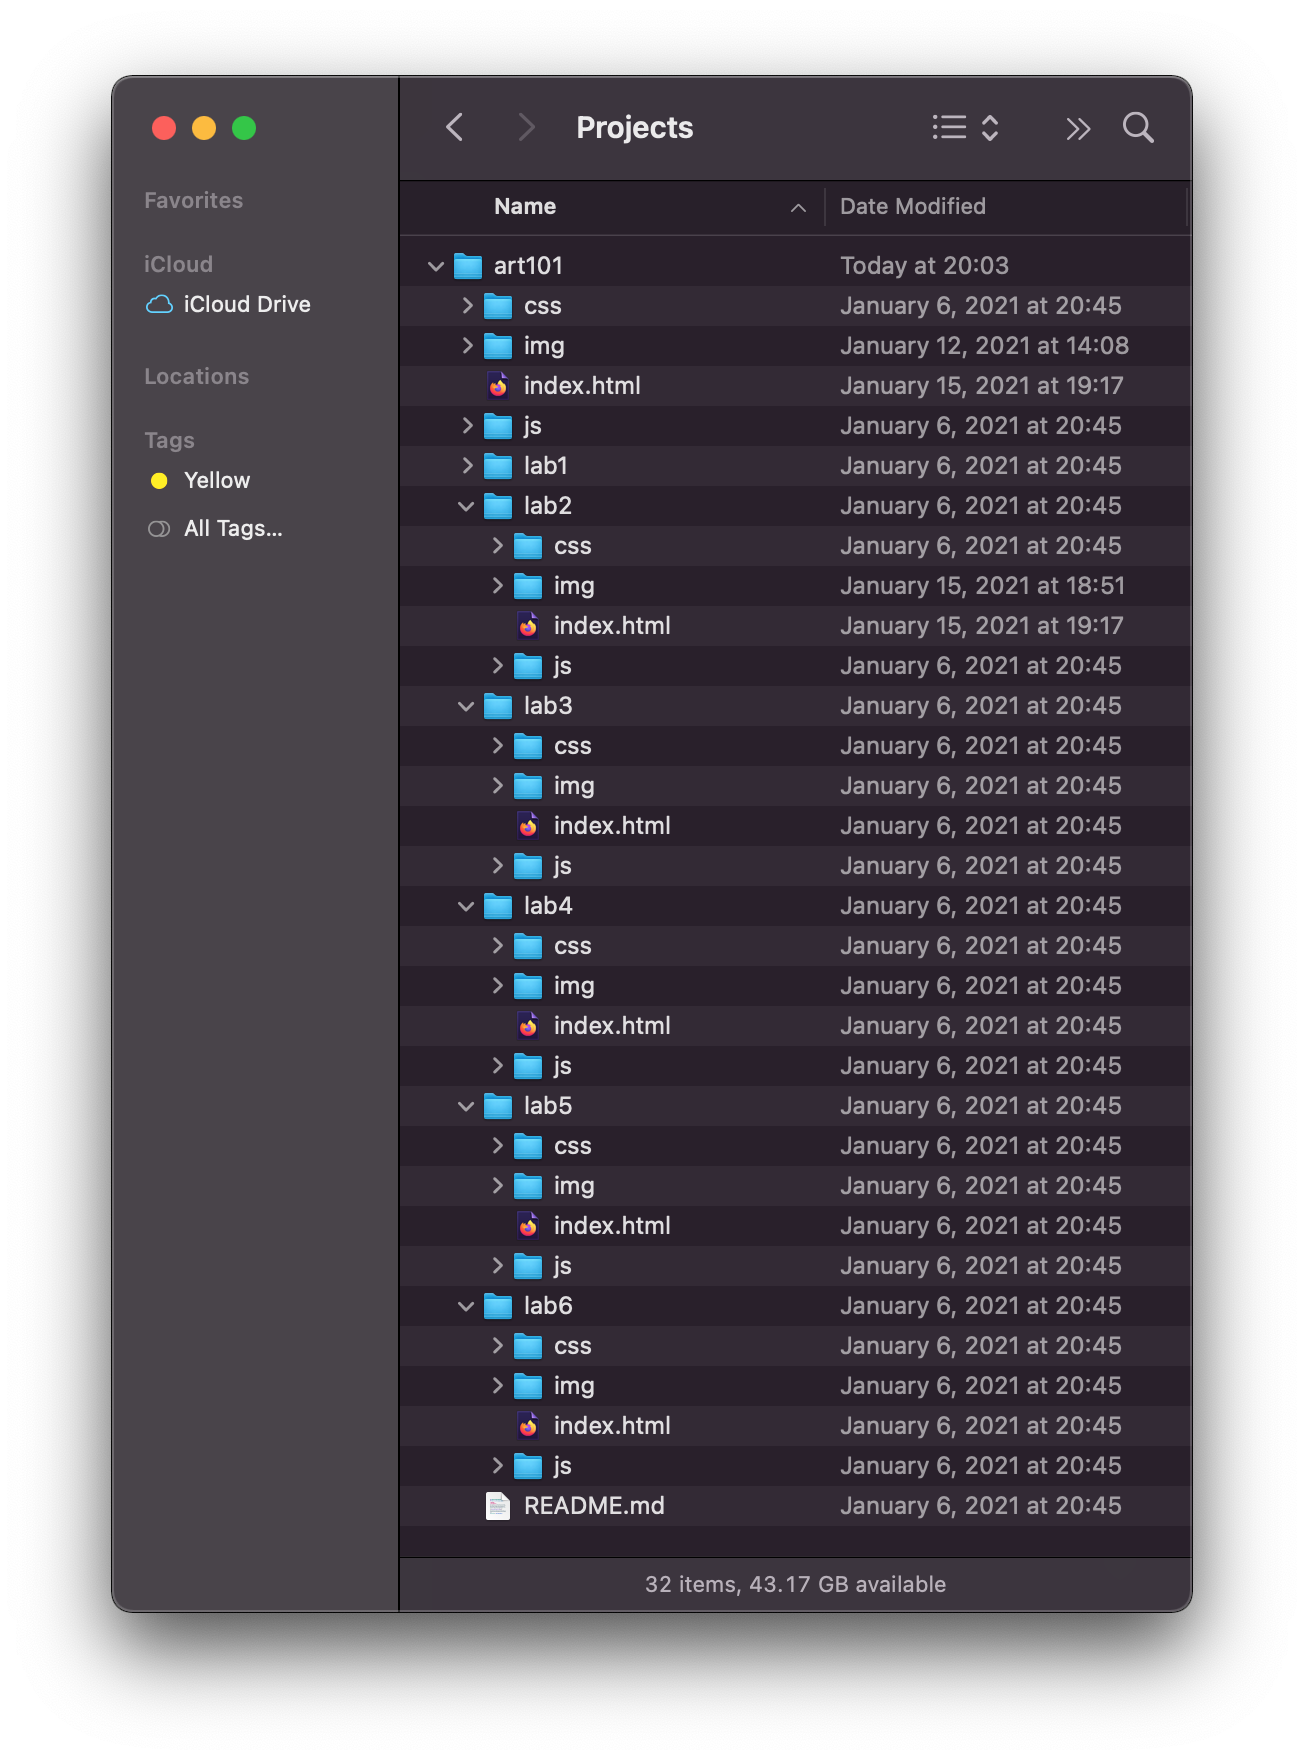 Projects
Favorites
iCloud
iCloud Drive
Locations
Tags
Yellow
All Tags...
Name Date Modified
art101 Today at 20:03
css January 6, 2021 at 20:45
img January 12, 2021 at 14:08
index.html January 15, 2021 at 19:17
js January 6, 2021 at 20:45
lab1 January 6, 2021 at 20:45
lab2 January 6, 2021 at 20:45
css January 6, 2021 at 20:45
img January 15, 2021 at 18:51
index.html January 15, 2021 at 19:17
js January 6, 2021 at 20:45
lab3 January 6, 2021 at 20:45
css January 6, 2021 at 20:45
img January 6, 2021 at 20:45
index.html January 6, 2021 at 20:45
js January 6, 2021 at 20:45
lab4 January 6, 2021 at 20:45
css January 6, 2021 at 20:45
img January 6, 2021 at 20:45
index.html January 6, 2021 at 20:45
js January 6, 2021 at 20:45
lab5 January 6, 2021 at 20:45
css January 6, 2021 at 20:45
img January 6, 2021 at 20:45
index.html January 6, 2021 at 20:45
js January 6, 2021 at 20:45
lab6 January 6, 2021 at 20:45
css January 6, 2021 at 20:45
img January 6, 2021 at 20:45
index.html January 6, 2021 at 20:45
js January 6, 2021 at 20:45
README.md January 6, 2021 at 20:45
32 items, 43.17 GB available